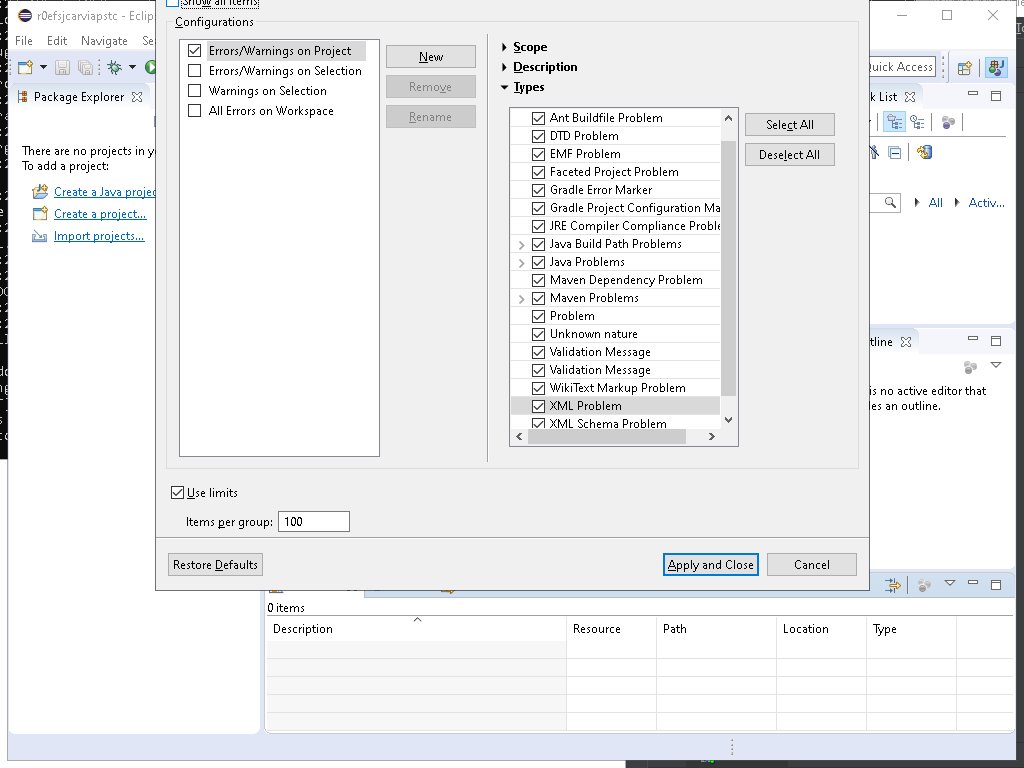 r0efsjcarviapstc - Eclip
Show all items
File Edit Navigate Se
Configurations
Errors/Warnings on Project
Errors/Warnings on Selection
Warnings on Selection
All Errors on Workspace
New
Remove
Rename
Scope
Description
Types
Ant Buildfile Problem
DTD Problem
EMF Problem
Faceted Project Problem
Gradle Error Marker
Gradle Project Configuration Ma
JRE Compiler Compliance Proble
Java Build Path Problems
Java Problems
Maven Dependency Problem
Maven Problems
Problem
Unknown nature
Validation Message
Validation Message
WikiText Markup Problem
XML Problem
XML Schema Problem
Select All
Deselect All
Quick Access
Package Explorer
k List
There are no projects in y
To add a project:
Create a Java projec
Create a project...
Import projects...
All
Activ...
tline
is no active editor that
es an outline.
Use limits
Items per group: 100
Restore Defaults
Apply and Close
Cancel
0 items
Description Resource Path Location Type